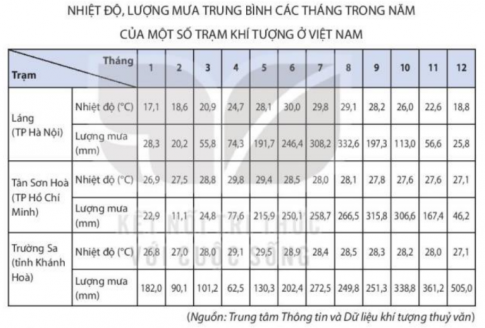 NHIỆT ĐỘ, LƯỢNG MƯA TRUNG BÌNH CÁC THÁNG TRONG NĂM
CỦA MỘT SỐ TRẠM KHÍ TƯỢNG Ở VIỆT NAM
Trạm Tháng 1 2 3 4 5 6 7 8 9 10 11 12
Láng (TP Hà Nội) Nhiệt độ (°C) 17,1 18,6 20,9 24,7 28,1 30,0 29,8 29,1 28,2 26,0 22,6 18,8
Lượng mưa (mm) 28,3 20,2 55,8 74,3 191,7 246,4 308,2 332,6 197,3 113,0 56,6 25,8
Tân Sơn Hoà (TP Hồ Chí Minh) Nhiệt độ (°C) 26,9 27,5 28,8 29,8 29,4 28,5 28,0 28,1 27,8 27,6 27,6 27,1
Lượng mưa (mm) 22,9 11,1 24,8 77,6 215,9 250,1 258,7 266,5 315,8 306,6 167,4 46,2
Trường Sa (tỉnh Khánh Hoà) Nhiệt độ (°C) 26,8 27,0 28,0 29,1 29,5 28,9 28,4 28,5 28,2 28,2 28,0 27,1
Lượng mưa (mm) 182,0 90,1 101,2 62,5 130,3 202,4 272,5 249,8 251,3 338,8 361,2 505,0
KẾT NỐI TRI THỨC
VỚI CUỘC SỐNG
(Nguồn: Trung tâm Thông tin và Dữ liệu khí tượng thuỷ văn)